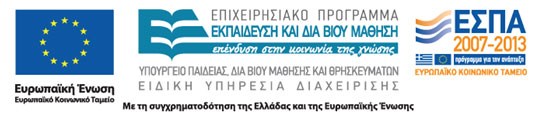 Ευρωπαϊκή Ένωση
Ευρωπαϊκό Κοινωνικό Ταμείο
ΕΠΙΧΕΙΡΗΣΙΑΚΟ ΠΡΟΓΡΑΜΜΑ
ΕΚΠΑΙΔΕΥΣΗ ΚΑΙ ΔΙΑ ΒΙΟΥ ΜΑΘΗΣΗ
επένδυση στην κοινωνία της γνώσης
ΥΠΟΥΡΓΕΙΟ ΠΑΙΔΕΙΑΣ, ΔΙΑ ΒΙΟΥ ΜΑΘΗΣΗΣ ΚΑΙ ΘΡΗΣΚΕΥΜΑΤΩΝ
ΕΙΔΙΚΗ ΥΠΗΡΕΣΙΑ ΔΙΑΧΕΙΡΙΣΗΣ
ΕΣΠΑ
2007-2013
πρόγραμμα για την ανάπτυξη
ΕΥΡΩΠΑΪΚΟ ΚΟΙΝΩΝΙΚΟ ΤΑΜΕΙΟ
Με τη συγχρηματοδότηση της Ελλάδας και της Ευρωπαϊκής Ένωσης